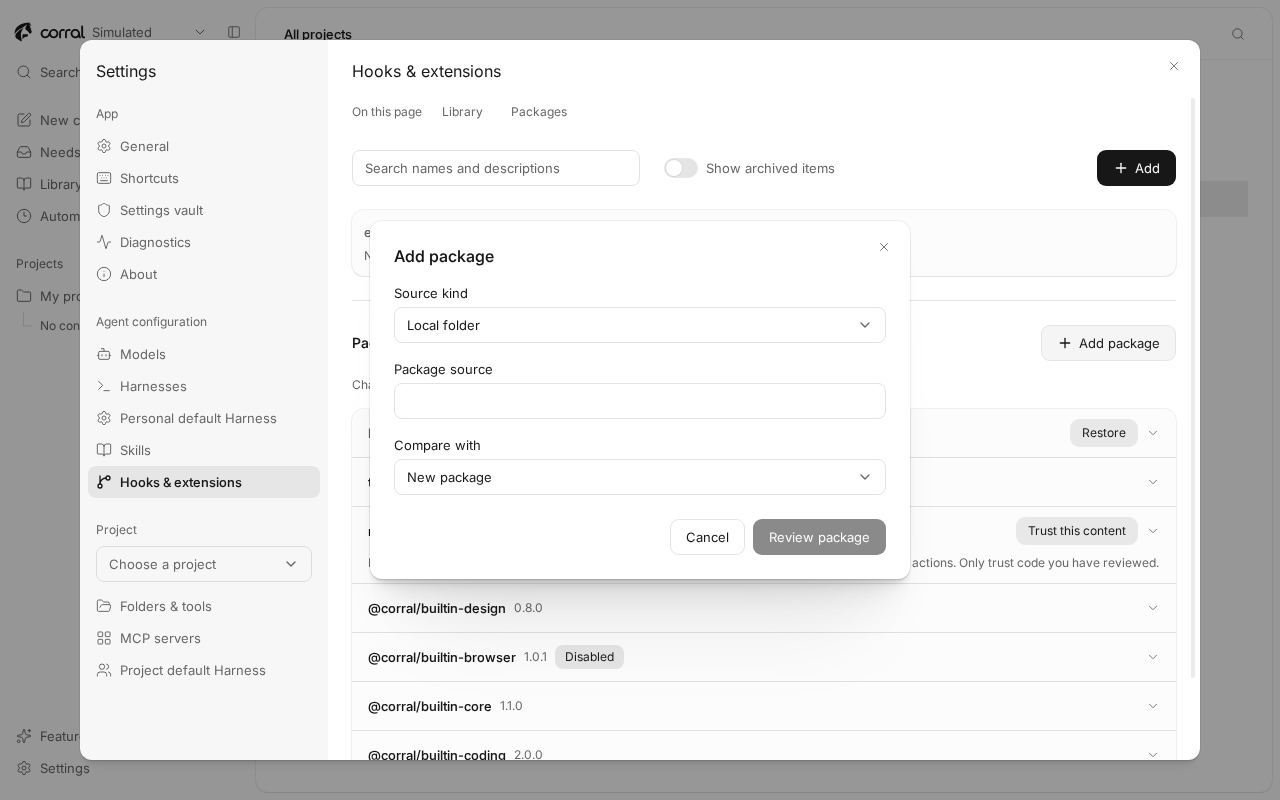 corral Simulated
All projects
Search
New c
Needs
Library
Autom
Projects
My pro
No con
Featur
Settings
Settings
App
General
Shortcuts
Settings vault
Diagnostics
About
Agent configuration
Models
Harnesses
Personal default Harness
Skills
Hooks & extensions
Project
Choose a project
Folders & tools
MCP servers
Project default Harness
Hooks & extensions
On this page Library Packages
Search names and descriptions Show archived items Add
Add package
Add package
Source kind
Local folder
Package source
Compare with
New package
Cancel Review package
Restore
Trust this content
actions. Only trust code you have reviewed.
@corral/builtin-design 0.8.0
@corral/builtin-browser 1.0.1 Disabled
@corral/builtin-core 1.1.0
@corral/builtin-coding 2.0.0